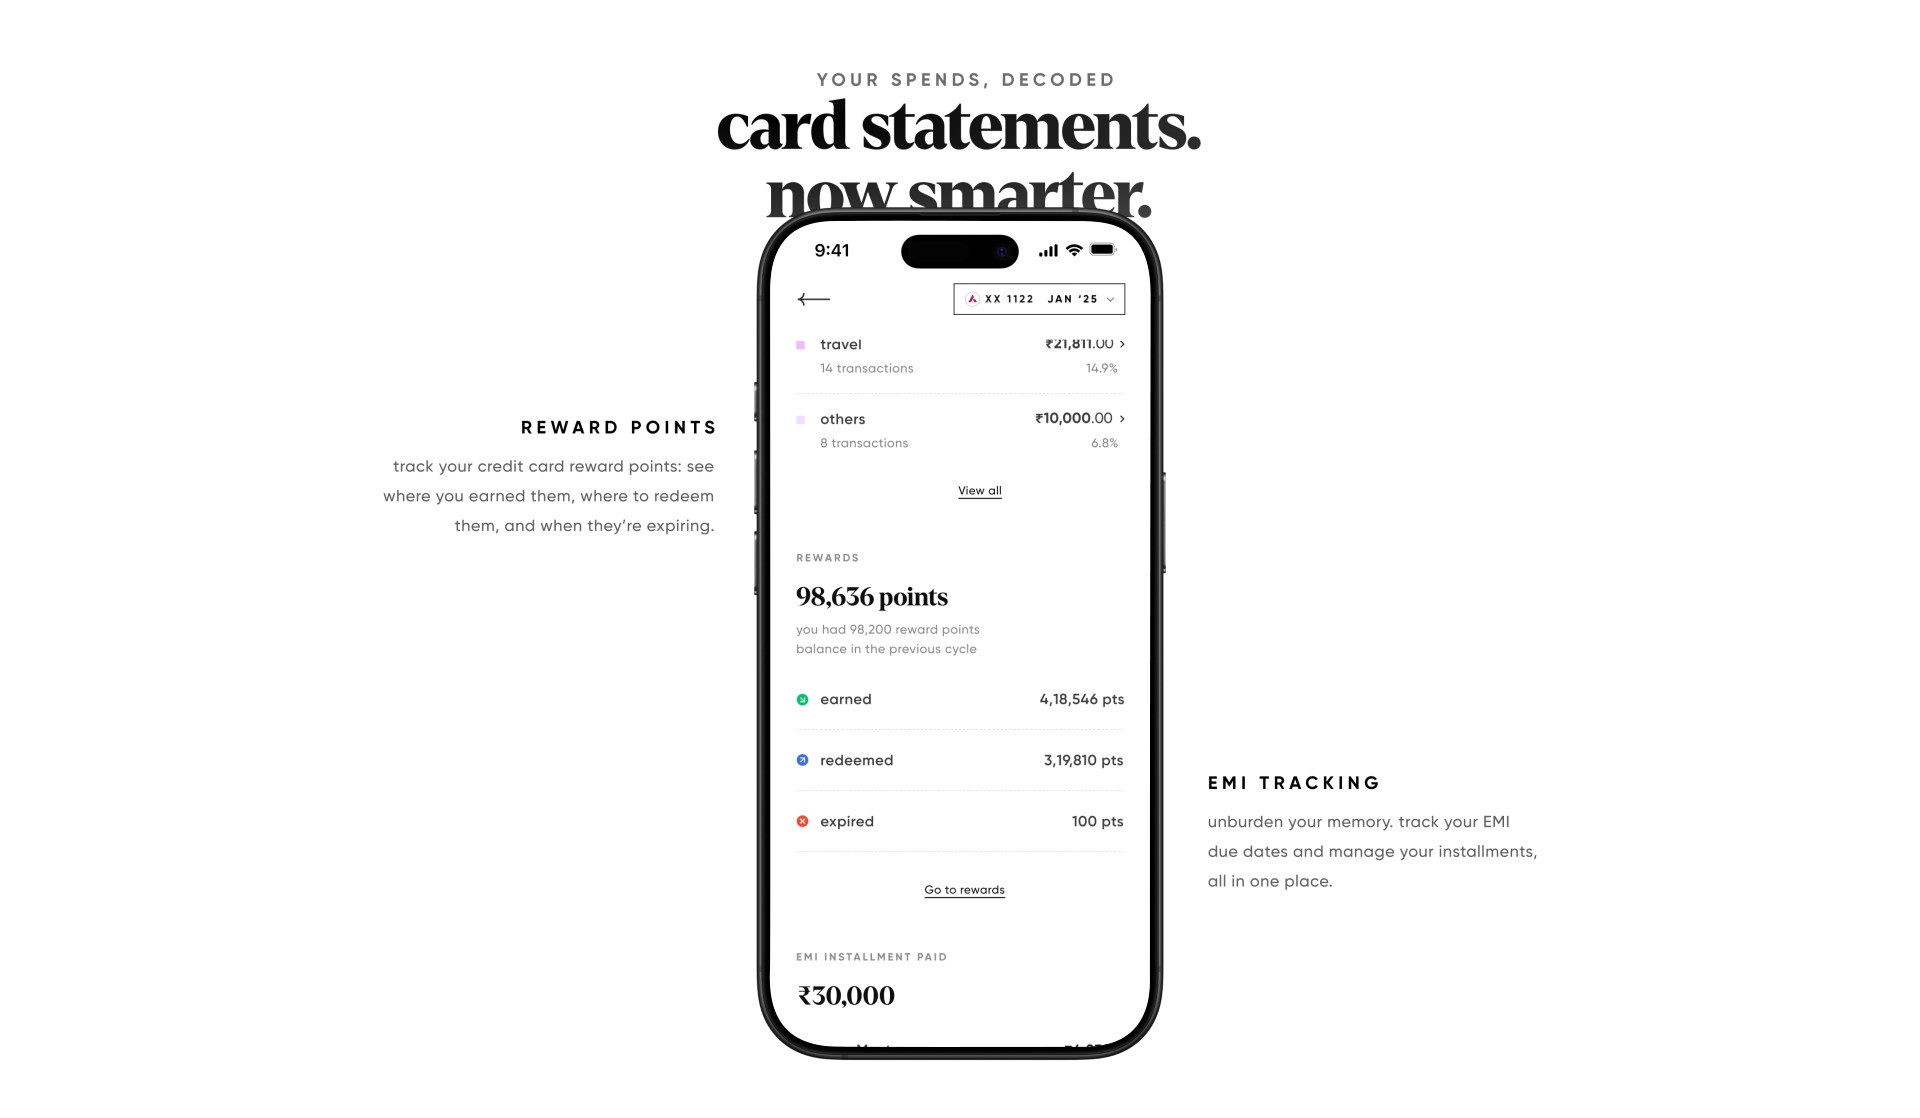 YOUR SPENDS, DECODED
card statements.
now smarter.
9:41
XX 1122 JAN ‘25
travel ₹21,811.00
14 transactions 14.9%
others ₹10,000.00
8 transactions 6.8%
View all
REWARD POINTS
track your credit card reward points: see
where you earned them, where to redeem
them, and when they’re expiring.
REWARDS
98,636 points
you had 98,200 reward points
balance in the previous cycle
earned 4,18,546 pts
redeemed 3,19,810 pts
expired 100 pts
Go to rewards
EMI TRACKING
unburden your memory. track your EMI
due dates and manage your installments,
all in one place.
EMI INSTALLMENT PAID
₹30,000